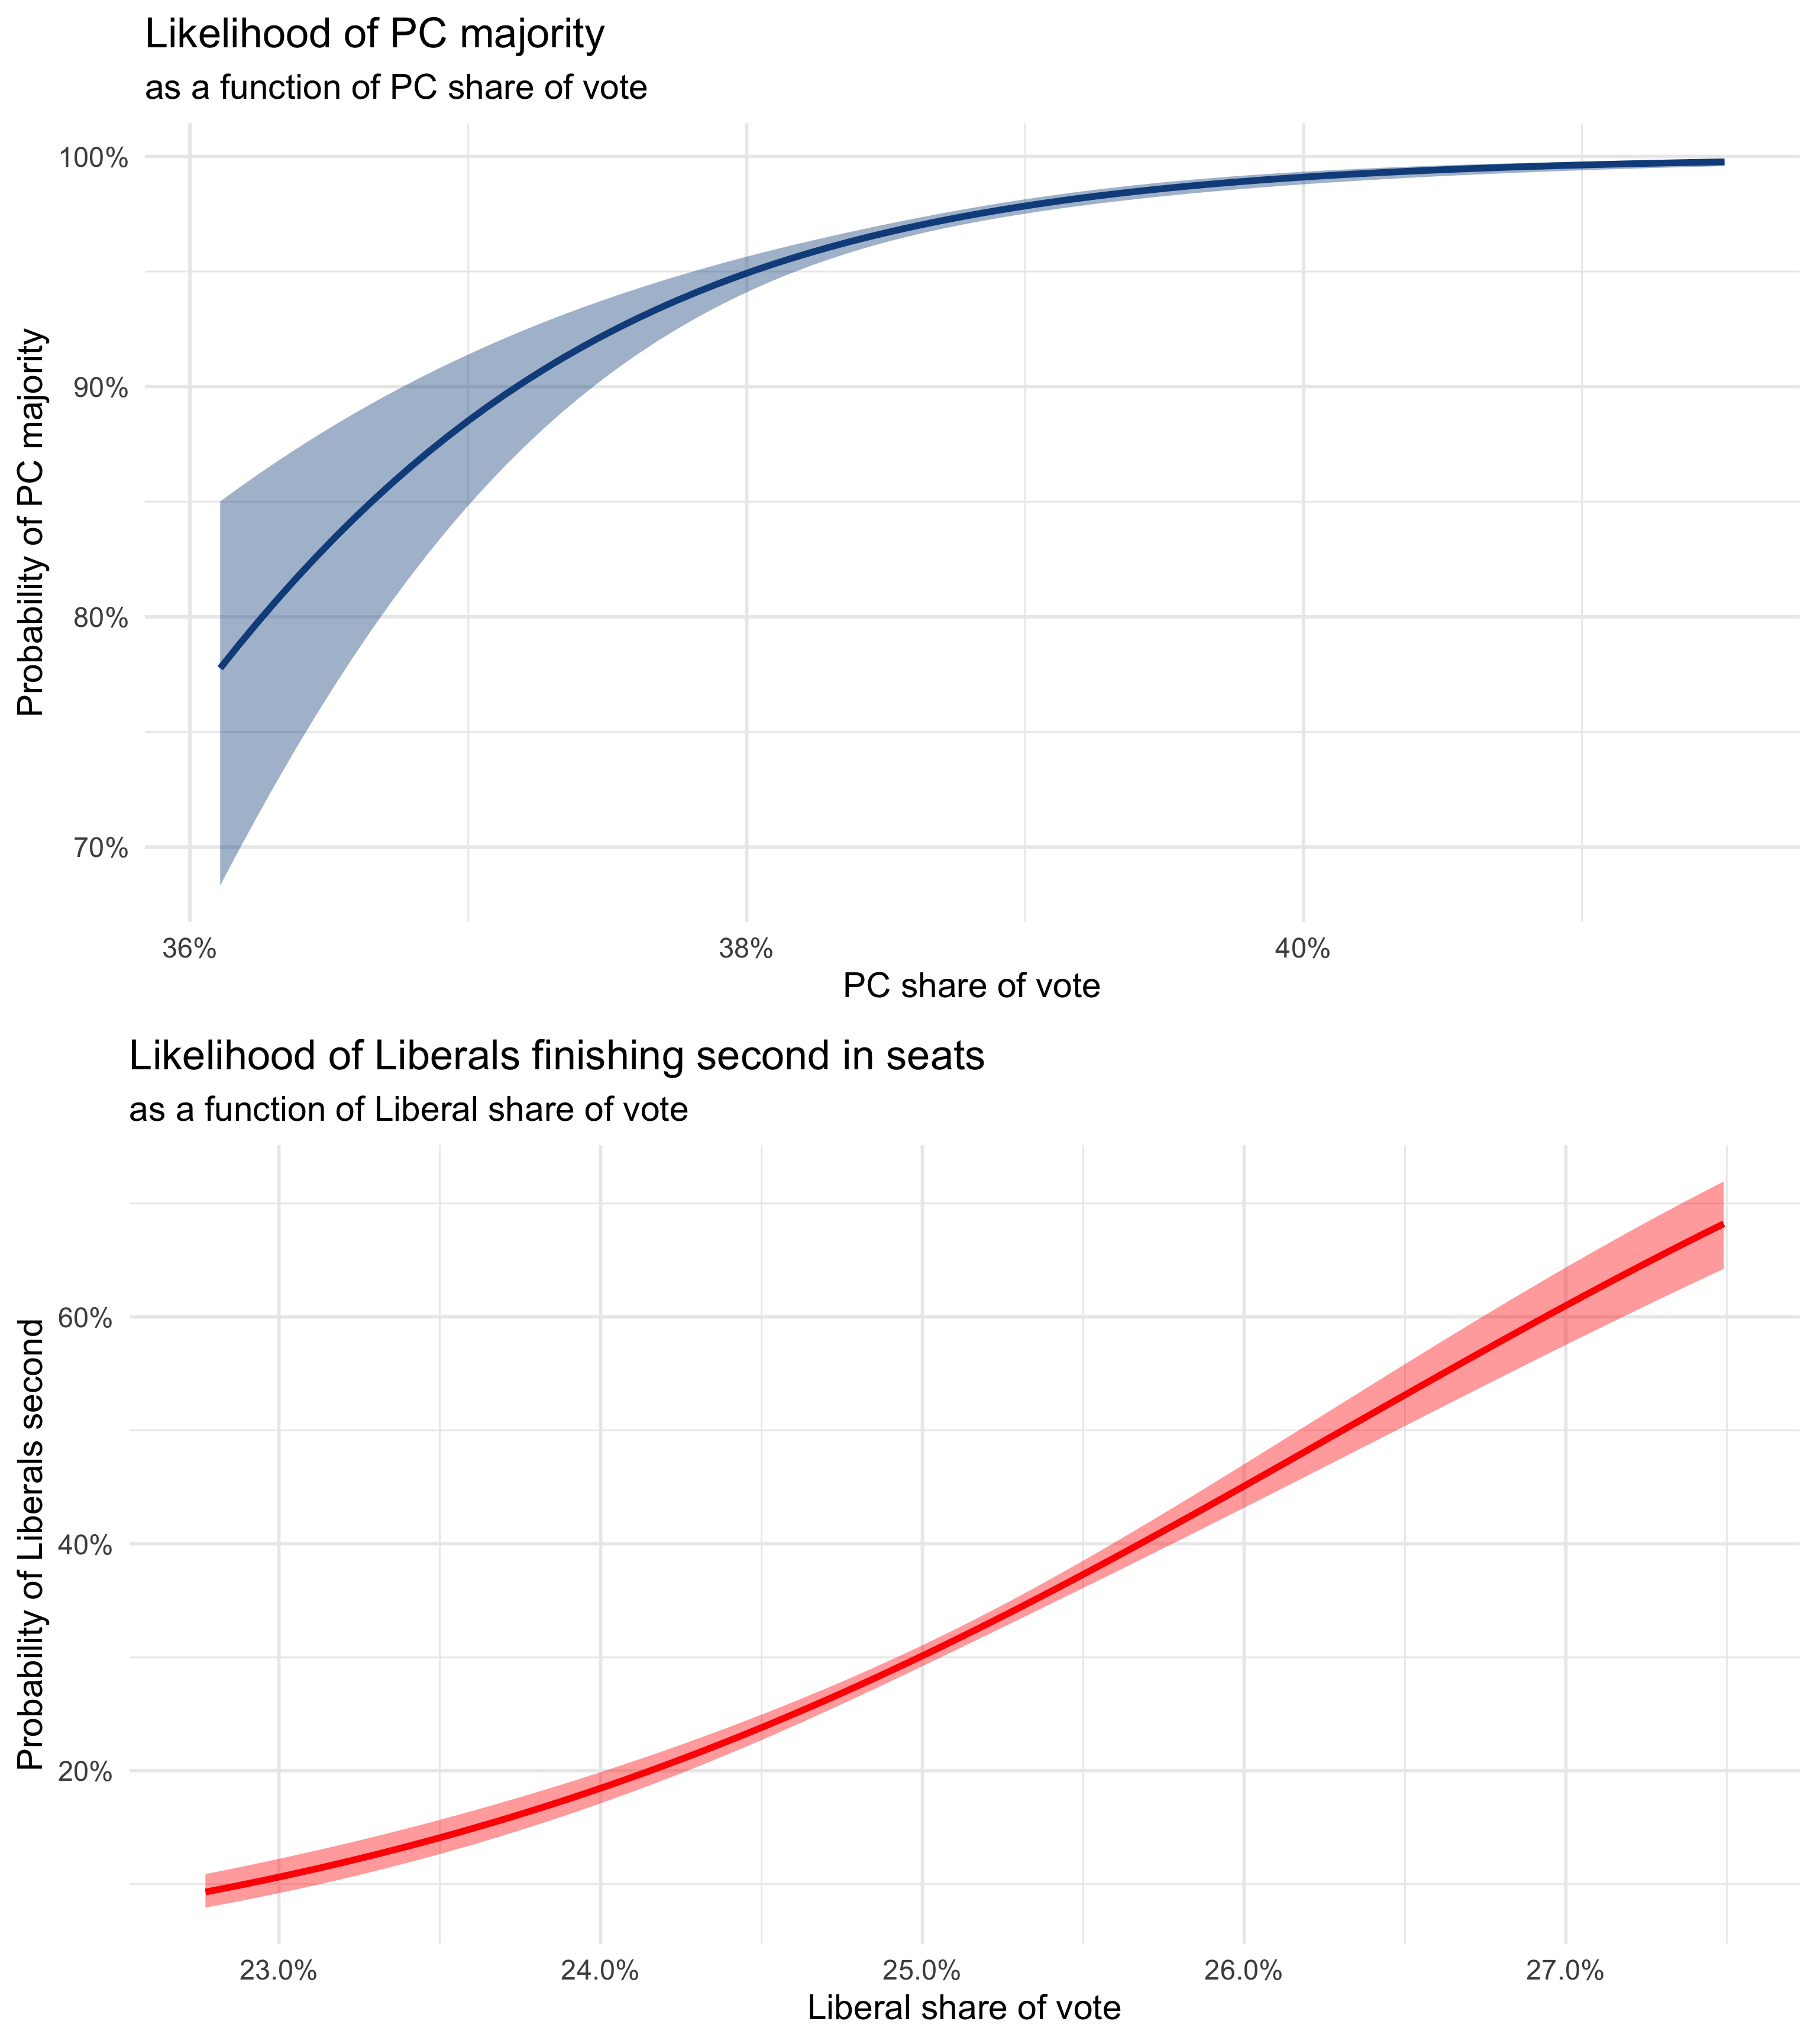 Likelihood of PC majority
as a function of PC share of vote
100%
90%
80%
70%
Probability of PC majority
36%
38%
40%
PC share of vote
Likelihood of Liberals finishing second in seats
as a function of Liberal share of vote
60%
40%
20%
Probability of Liberals second
23.0%
24.0%
25.0%
26.0%
27.0%
Liberal share of vote